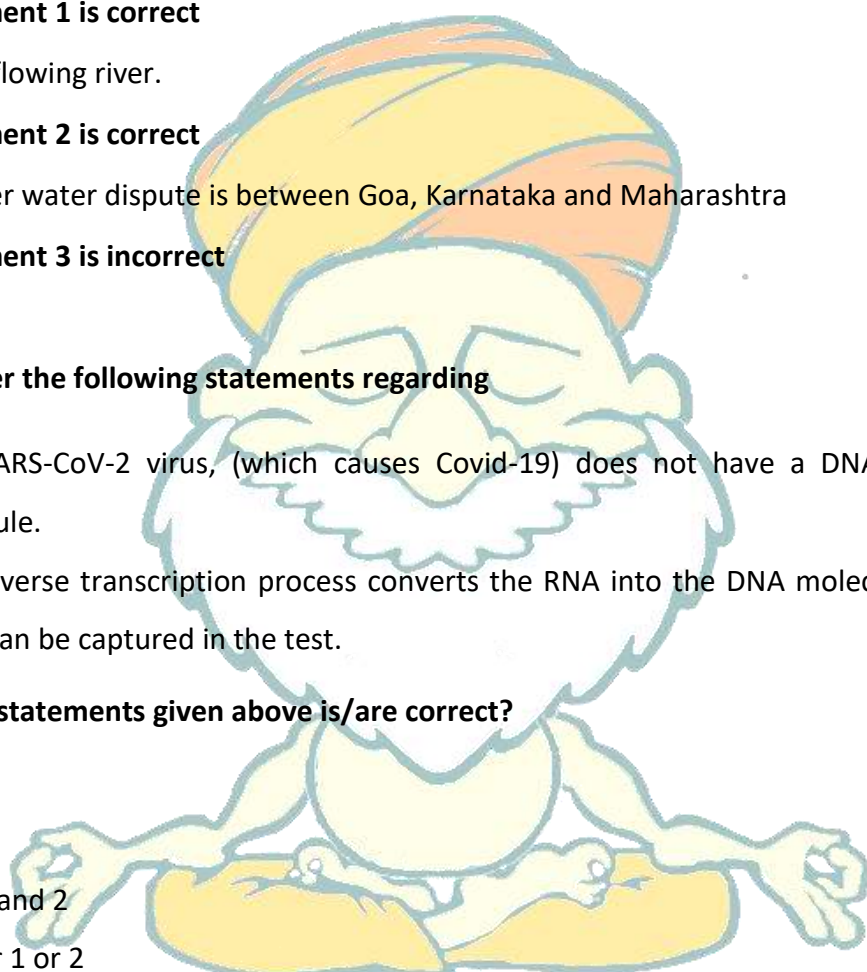 ment 1 is correct
flowing river.
ment 2 is correct
er water dispute is between Goa, Karnataka and Maharashtra
ment 3 is incorrect
er the following statements regarding
ARS-CoV-2 virus, (which causes Covid-19) does not have a DNA
ule.
verse transcription process converts the RNA into the DNA molec
an be captured in the test.
statements given above is/are correct?
and 2
r 1 or 2